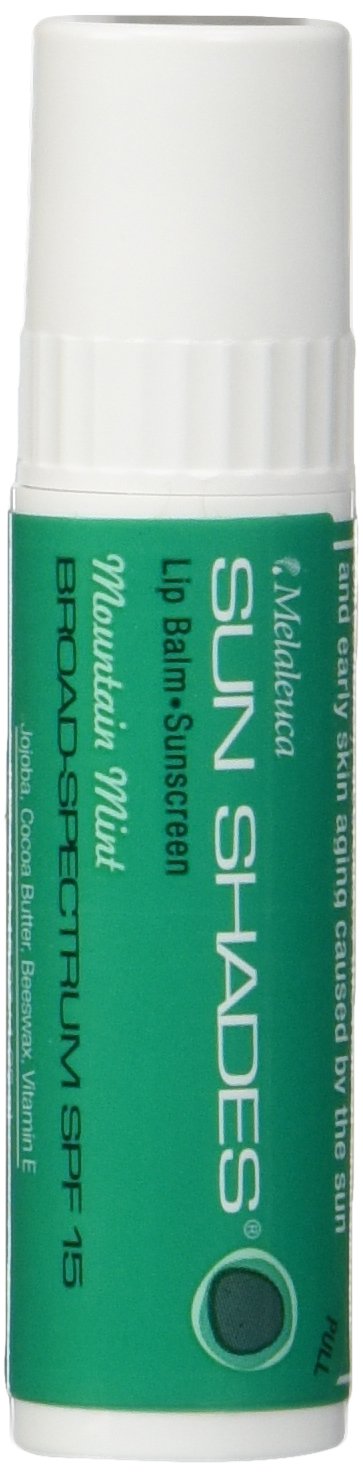 and early skin aging caused by the sun
PULL
Melaleuca
SUN SHADES®
Lip Balm•Sunscreen
Mountain Mint
BROAD-SPECTRUM SPF 15
Jojoba, Cocoa Butter, Beeswax, Vitamin E